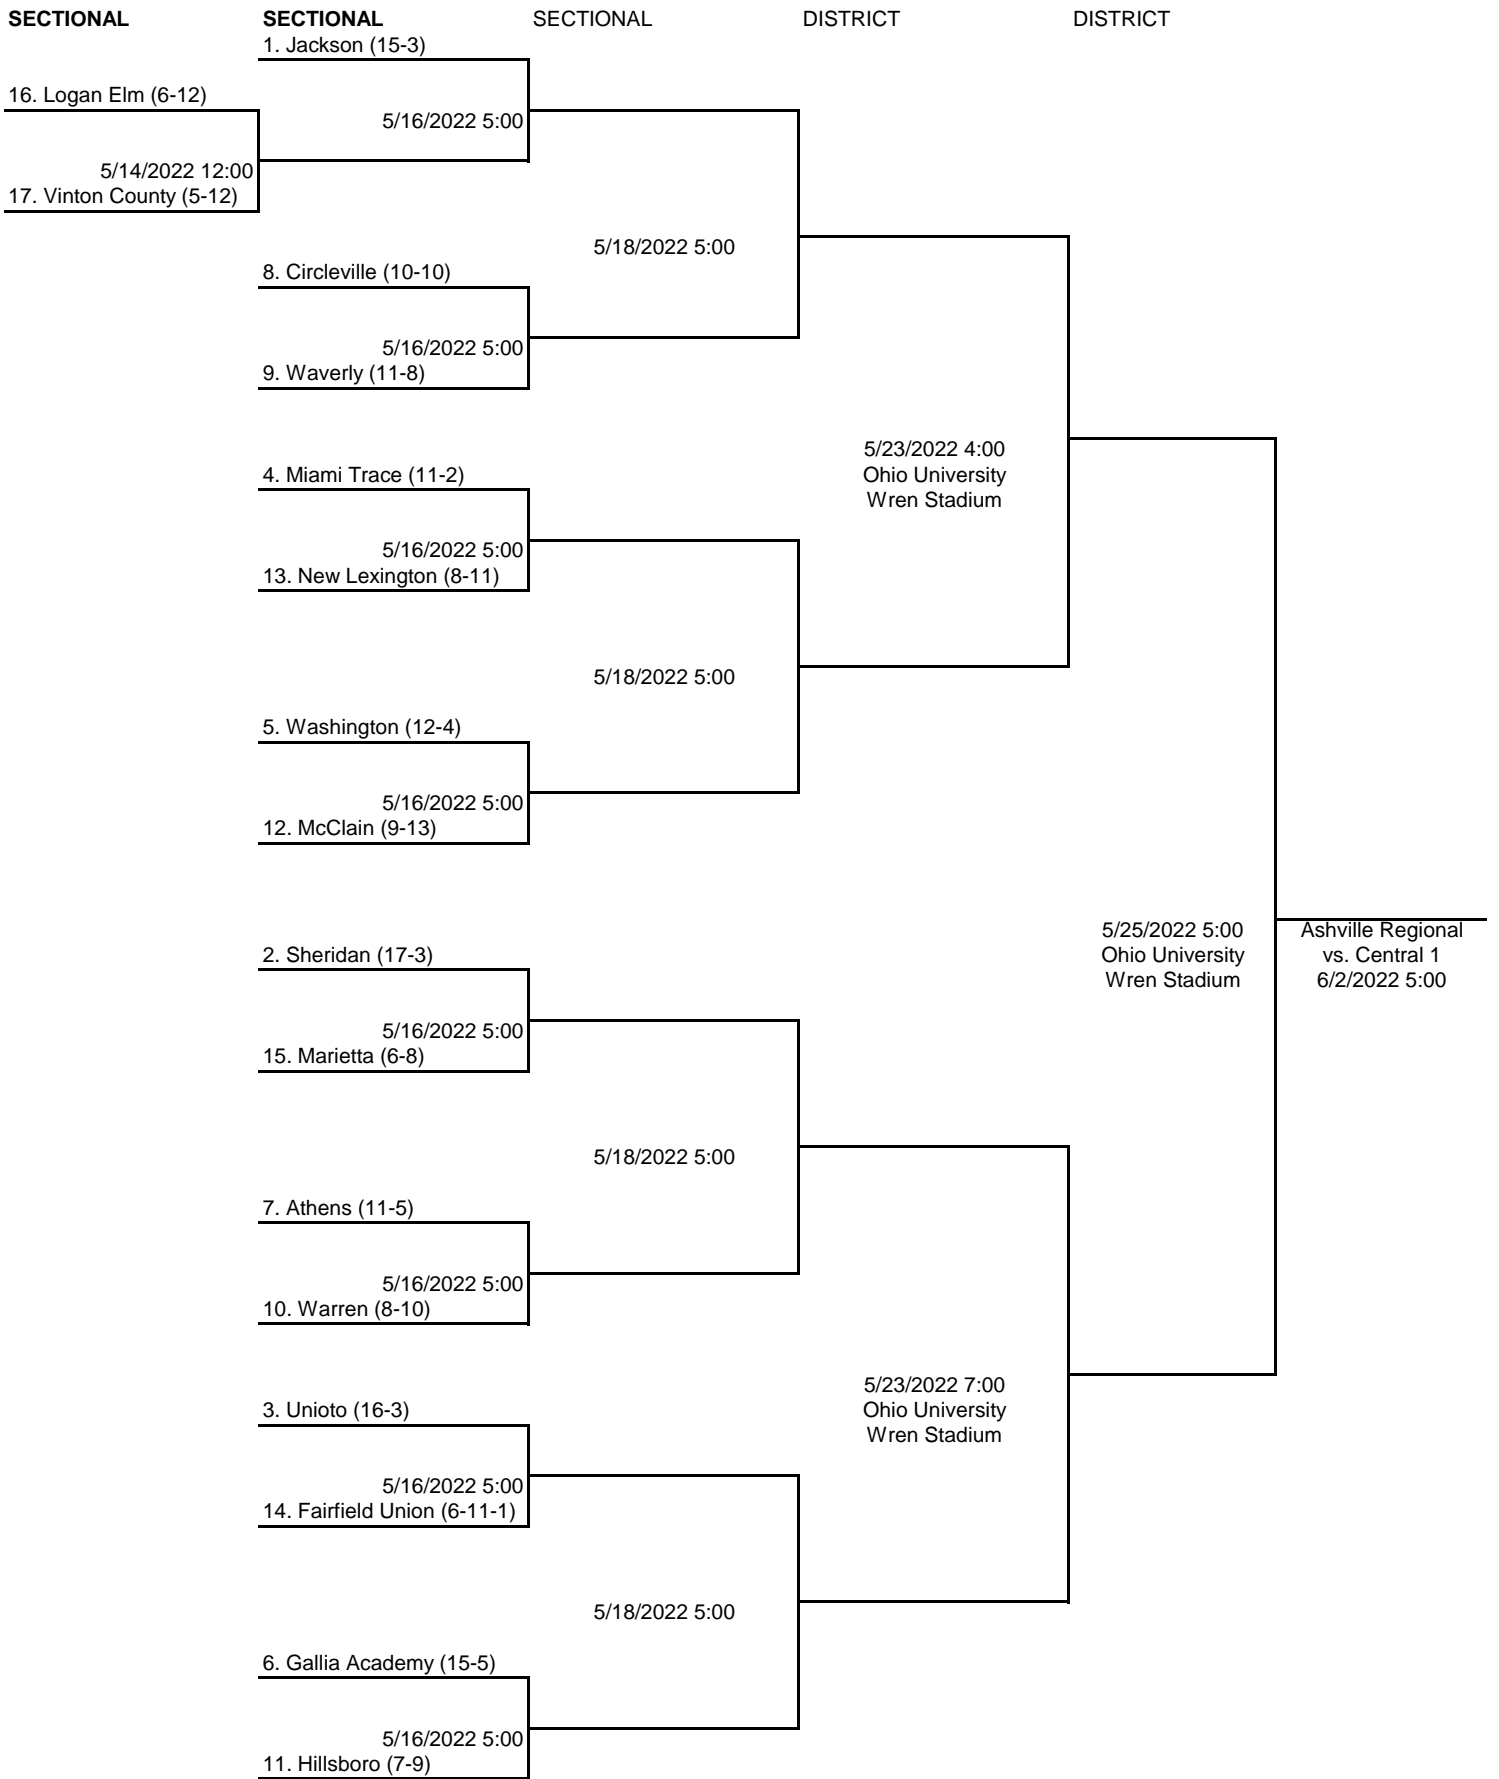 SECTIONAL SECTIONAL SECTIONAL DISTRICT DISTRICT
1. Jackson (15-3)
16. Logan Elm (6-12)
5/16/2022 5:00
5/14/2022 12:00
17. Vinton County (5-12)
5/18/2022 5:00
8. Circleville (10-10)
5/16/2022 5:00
9. Waverly (11-8)
5/23/2022 4:00
Ohio University
Wren Stadium
4. Miami Trace (11-2)
5/16/2022 5:00
13. New Lexington (8-11)
5/18/2022 5:00
5. Washington (12-4)
5/16/2022 5:00
12. McClain (9-13)
5/25/2022 5:00
Ohio University
Wren Stadium
Ashville Regional
vs. Central 1
6/2/2022 5:00
2. Sheridan (17-3)
5/16/2022 5:00
15. Marietta (6-8)
5/18/2022 5:00
7. Athens (11-5)
5/16/2022 5:00
10. Warren (8-10)
5/23/2022 7:00
Ohio University
Wren Stadium
3. Unioto (16-3)
5/16/2022 5:00
14. Fairfield Union (6-11-1)
5/18/2022 5:00
6. Gallia Academy (15-5)
5/16/2022 5:00
11. Hillsboro (7-9)